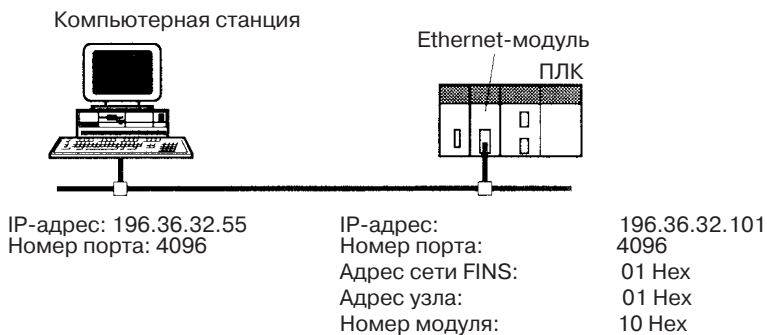 Компьютерная станция
Ethernet-модуль
ПЛК
IP-адрес: 196.36.32.55
Номер порта: 4096
IP-адрес: 196.36.32.101
Номер порта: 4096
Адрес сети FINS: 01 Hex
Адрес узла: 01 Hex
Номер модуля: 10 Hex